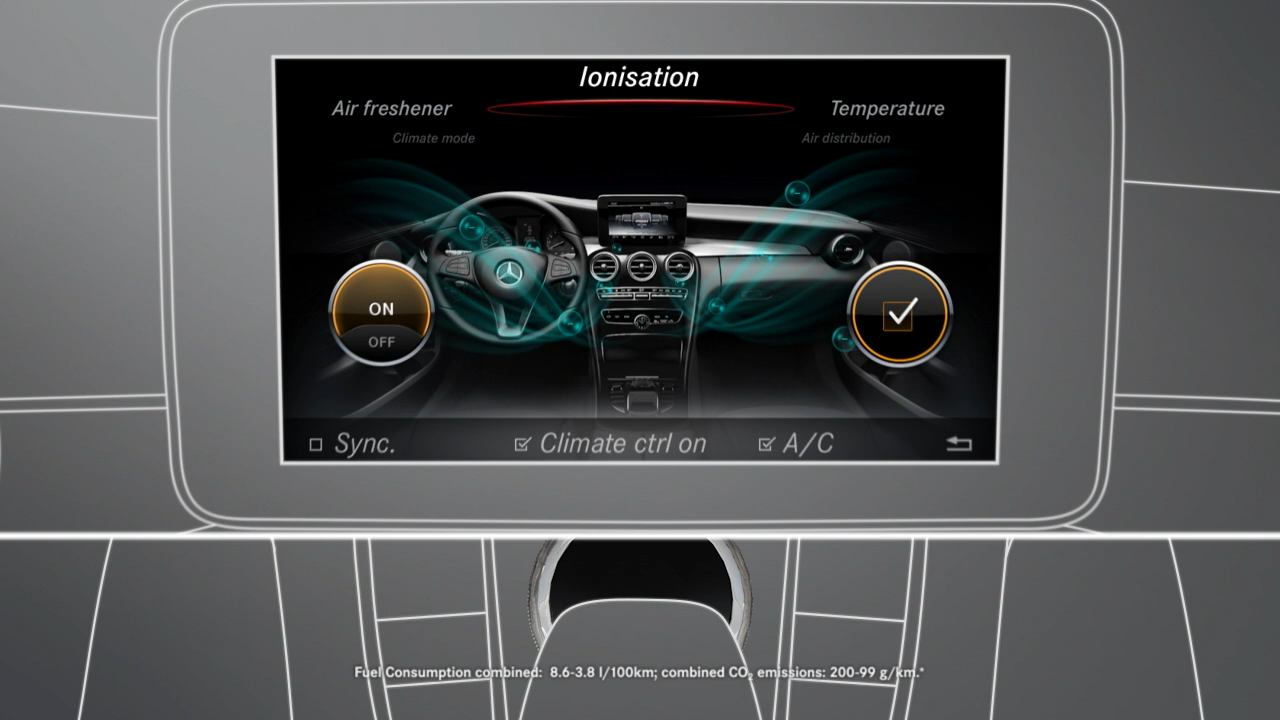 Ionisation
Air freshener
Temperature
Climate mode
Air distribution
ON
OFF
Sync.
Climate ctrl on
A/C
Fuel Consumption combined: 8.6-3.8 l/100km; combined CO₂ emissions: 200-99 g/km.*